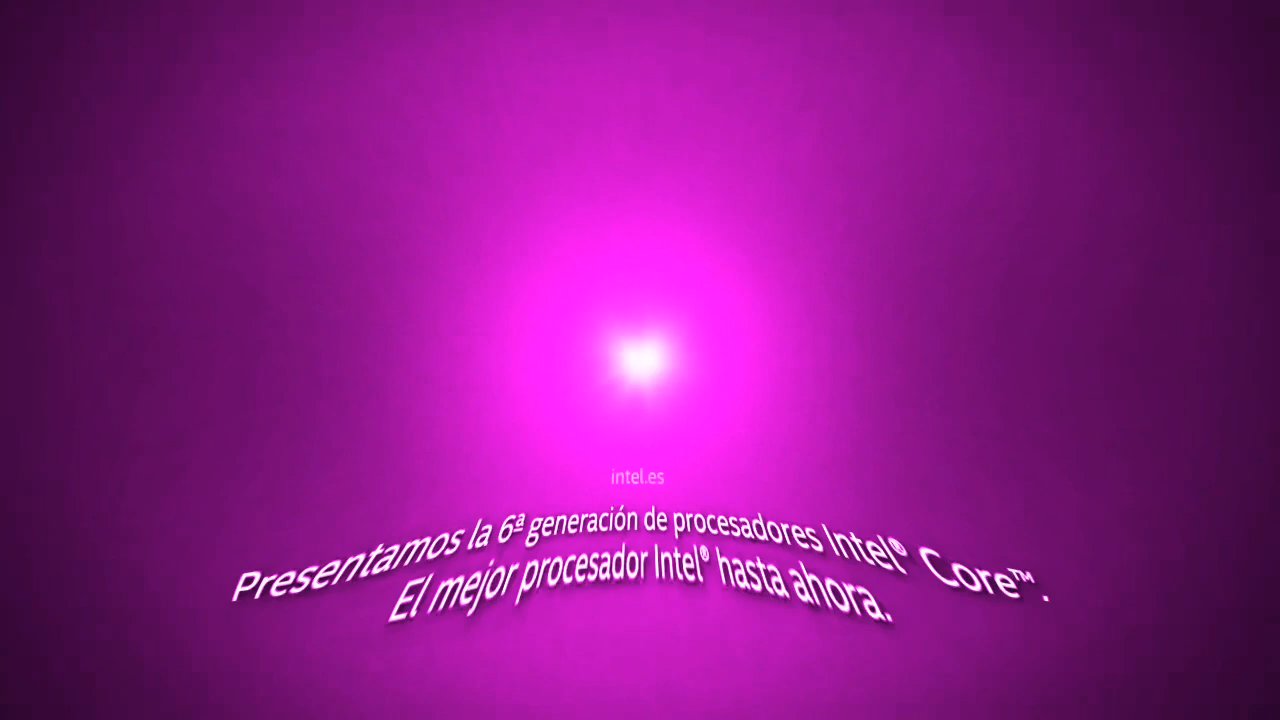 intel.es
Presentamos la 6ª generación de procesadores Intel® Core™.
El mejor procesador Intel® hasta ahora.